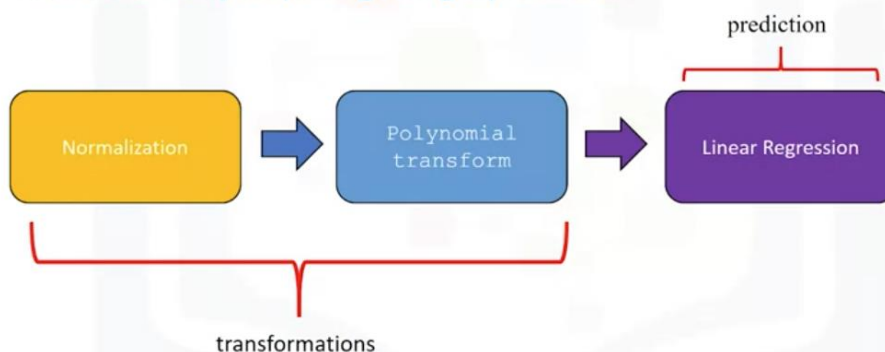 prediction
Normalization
Polynomial
transform
Linear Regression
transformations